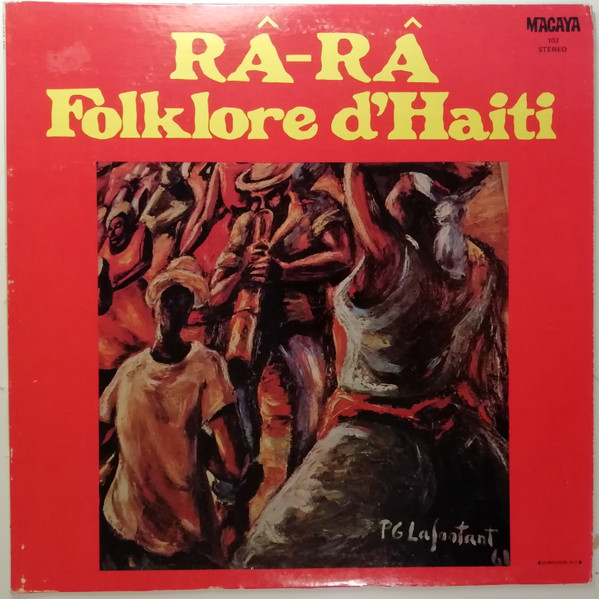 MACAYA
102
STEREO
RÂ-RÂ
Folklore d'Haiti
PG Lafontant